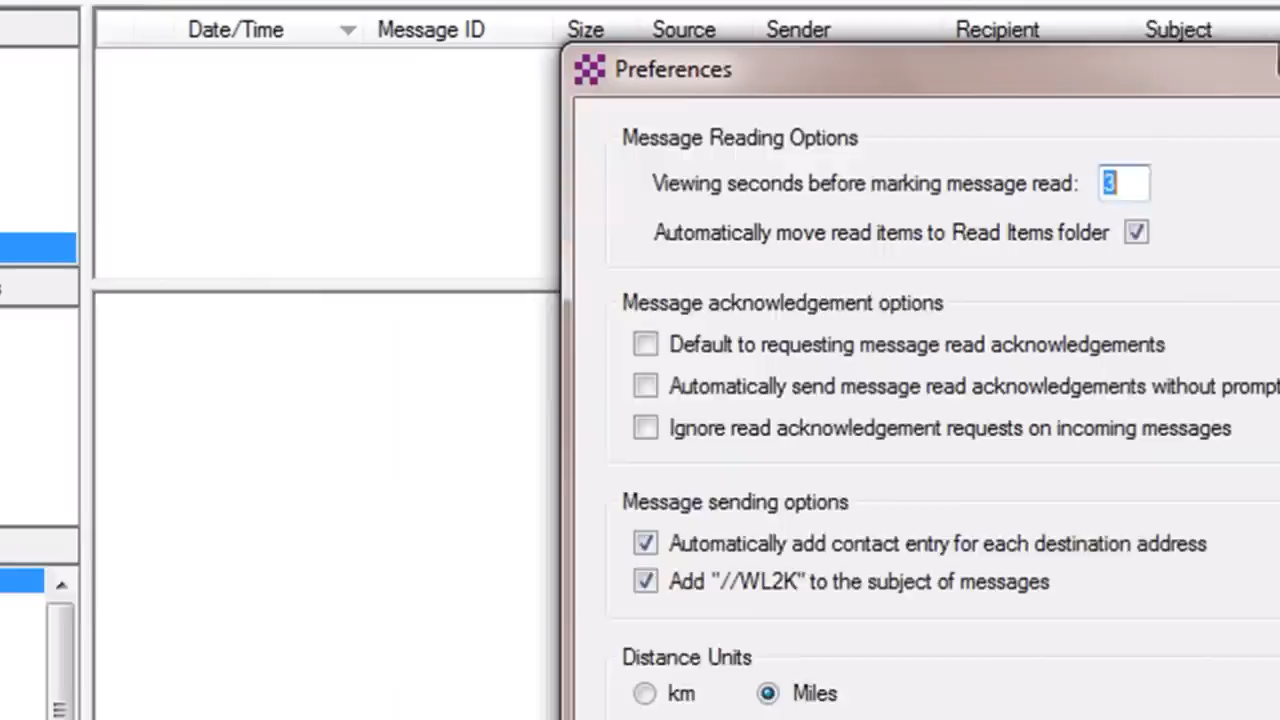 Date/Time Message ID Size Source Sender Recipient Subject
Preferences
Message Reading Options
Viewing seconds before marking message read: 3
Automatically move read items to Read Items folder
Message acknowledgement options
Default to requesting message read acknowledgements
Automatically send message read acknowledgements without prompt
Ignore read acknowledgement requests on incoming messages
Message sending options
Automatically add contact entry for each destination address
Add "//WL2K" to the subject of messages
Distance Units
km Miles